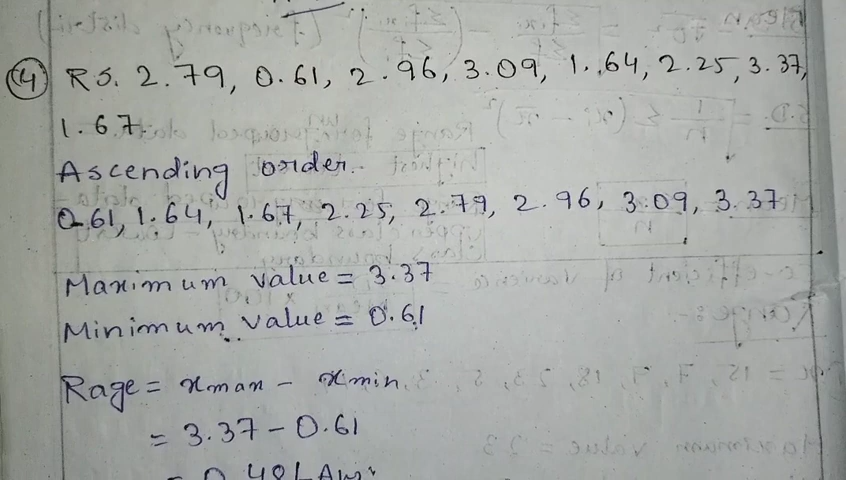 (4) RS. 2.79, 0.61, 2.96, 3.09, 1.64, 2.25, 3.37,
1.67
Ascending order.
0.61, 1.64, 1.67, 2.25, 2.79, 2.96, 3.09, 3.37
Maximum value = 3.37
Minimum value = 0.61
Rage = xmax - xmin
= 3.37 - 0.61